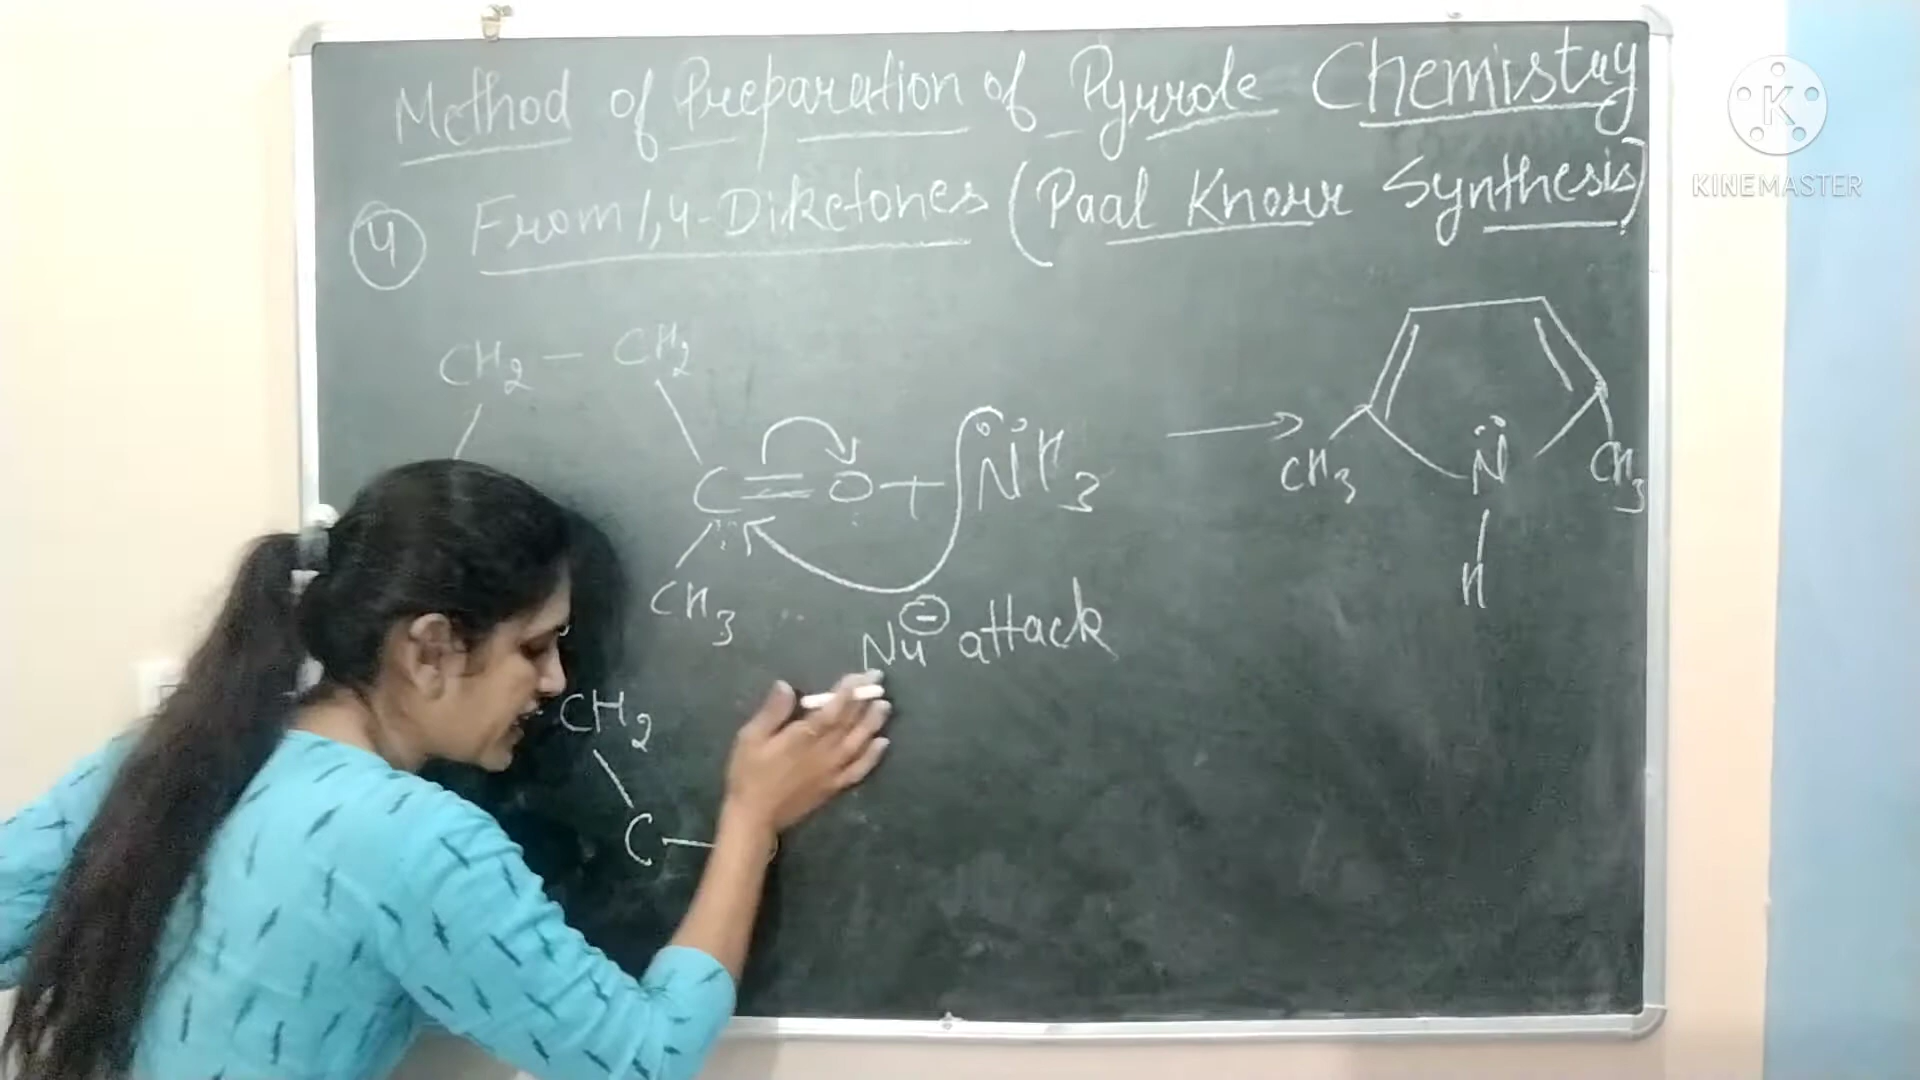 Method of Preparation of Pyrrole Chemistry
4 From 1,4-Diketones (Paal Knorr Synthesis)
K
KINEMASTER
CH2 – CH2
C = O + N̈H3
CH3
Nu⊖ attack
CH3 N̈ CH3
H
CH2
C —